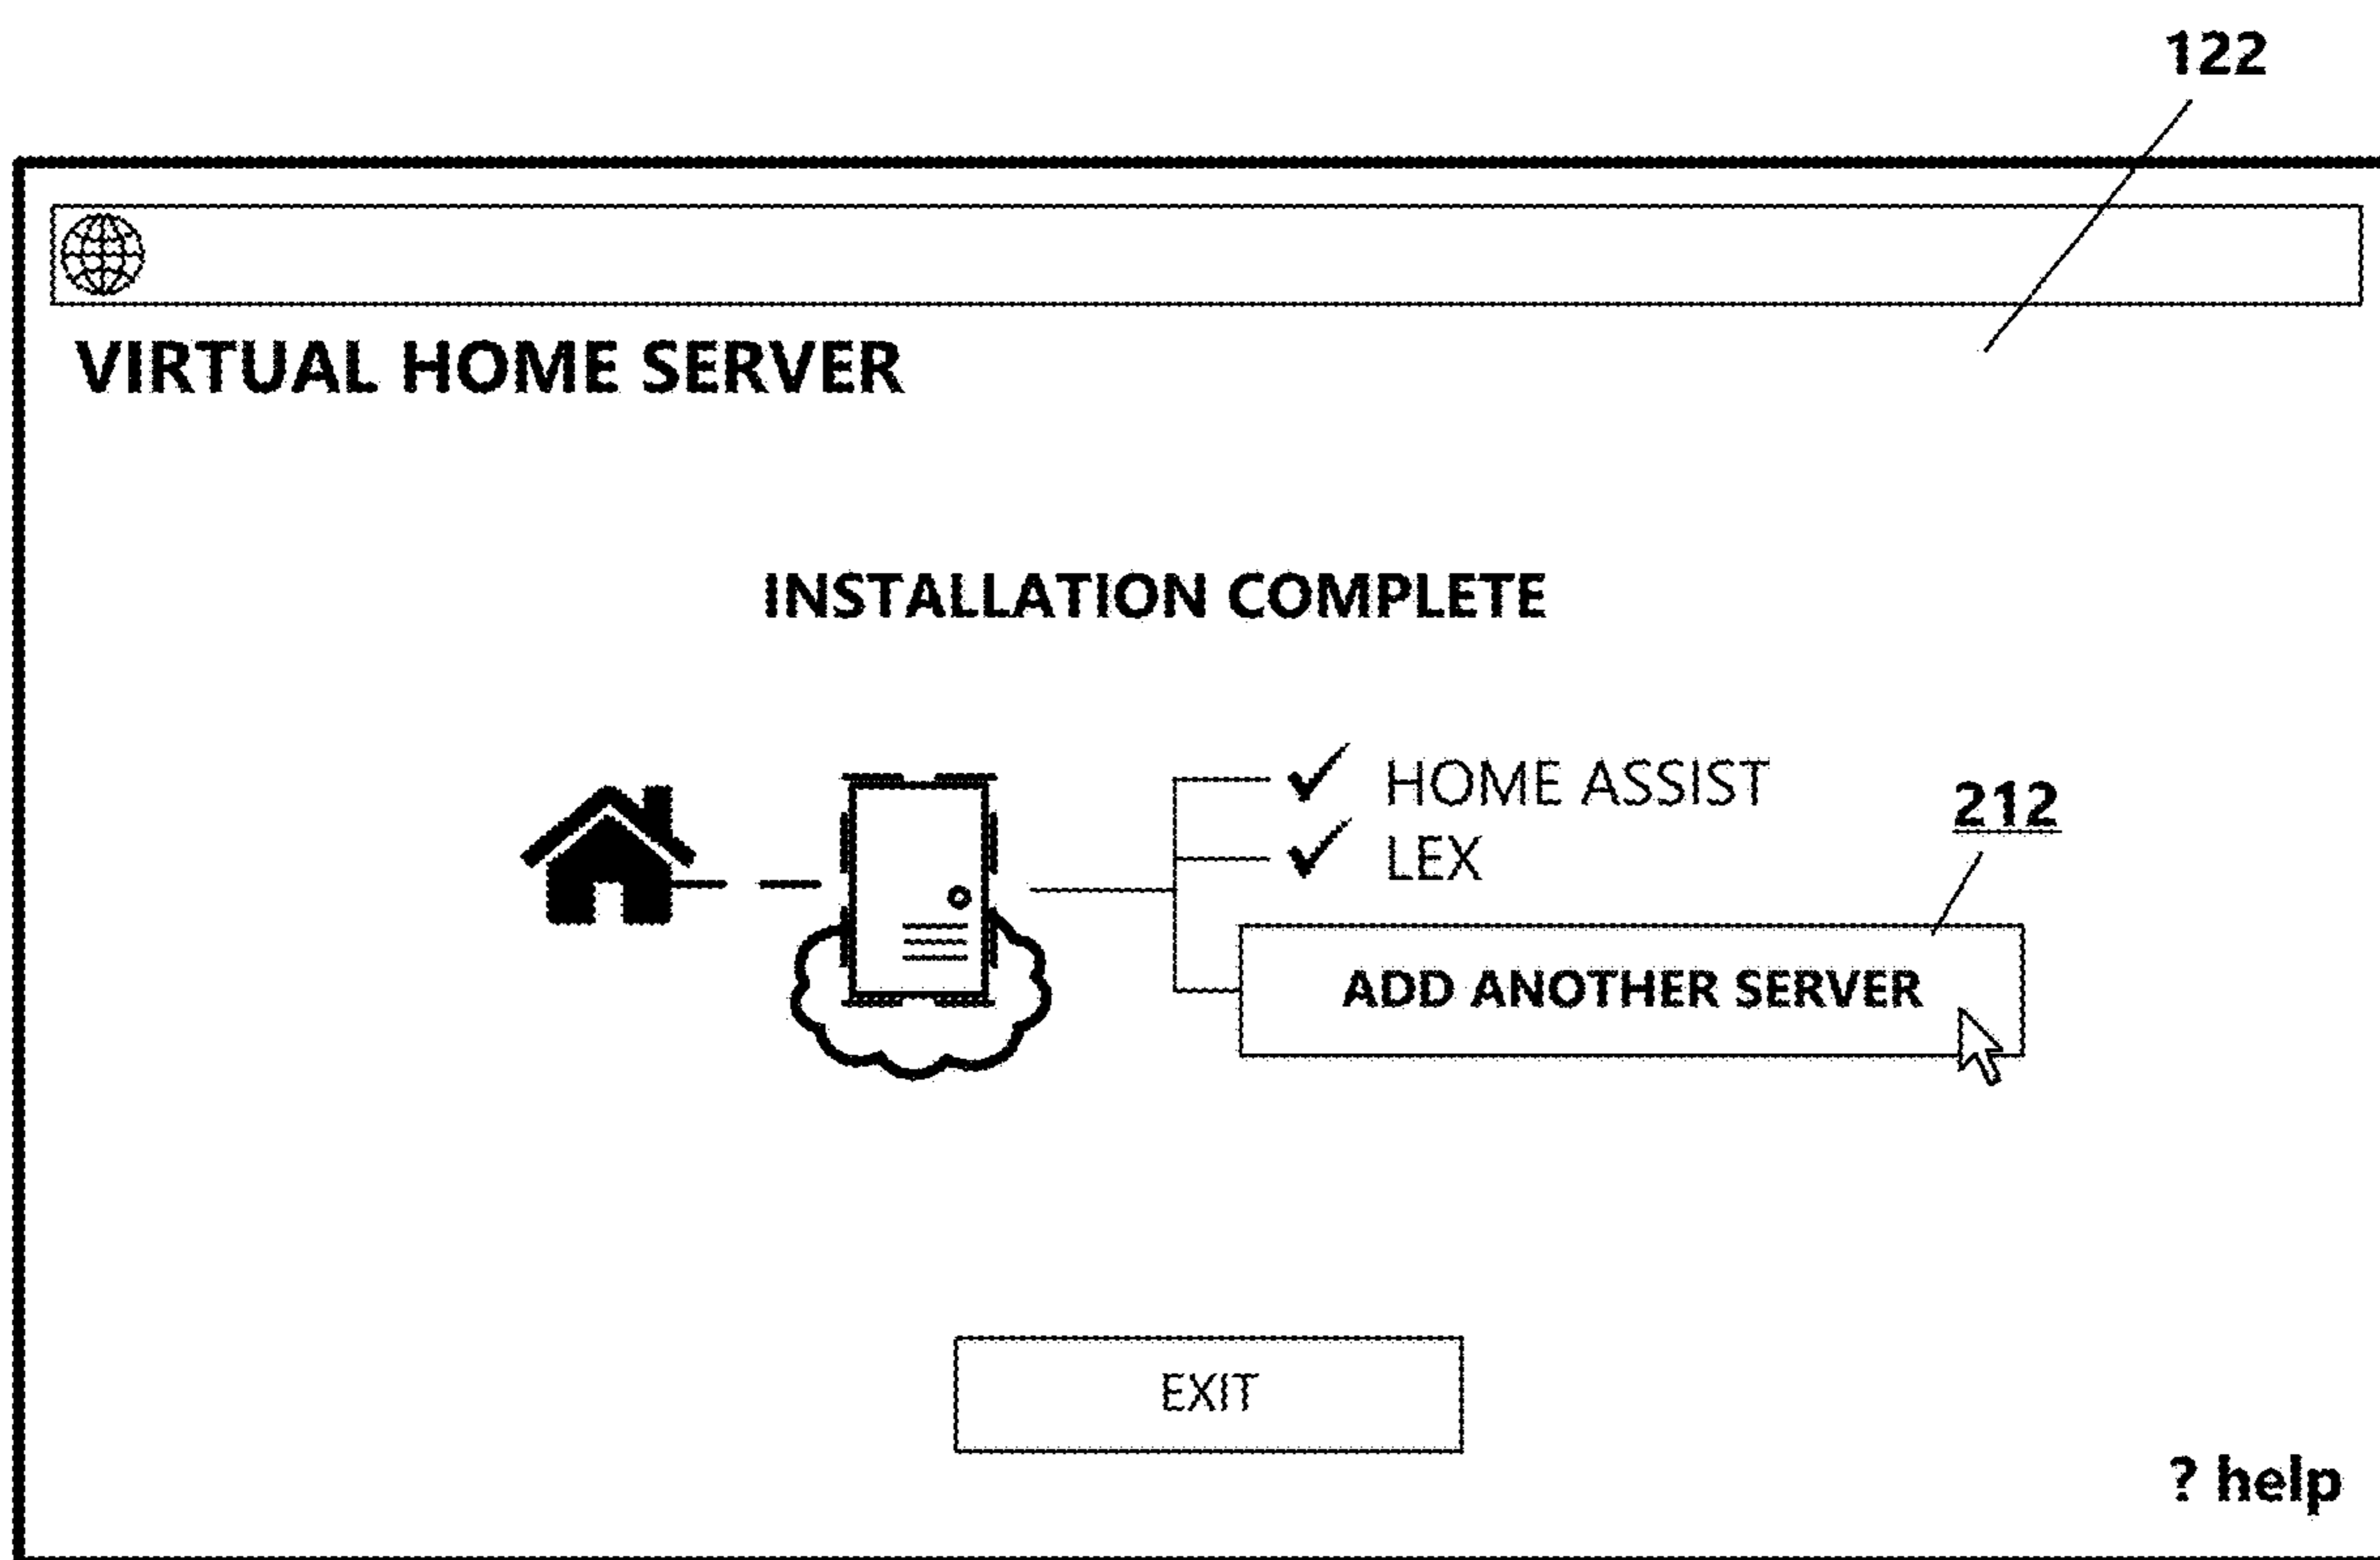 122
VIRTUAL HOME SERVER
INSTALLATION COMPLETE
HOME ASSIST
212
LEX
ADD ANOTHER SERVER
EXIT
? help